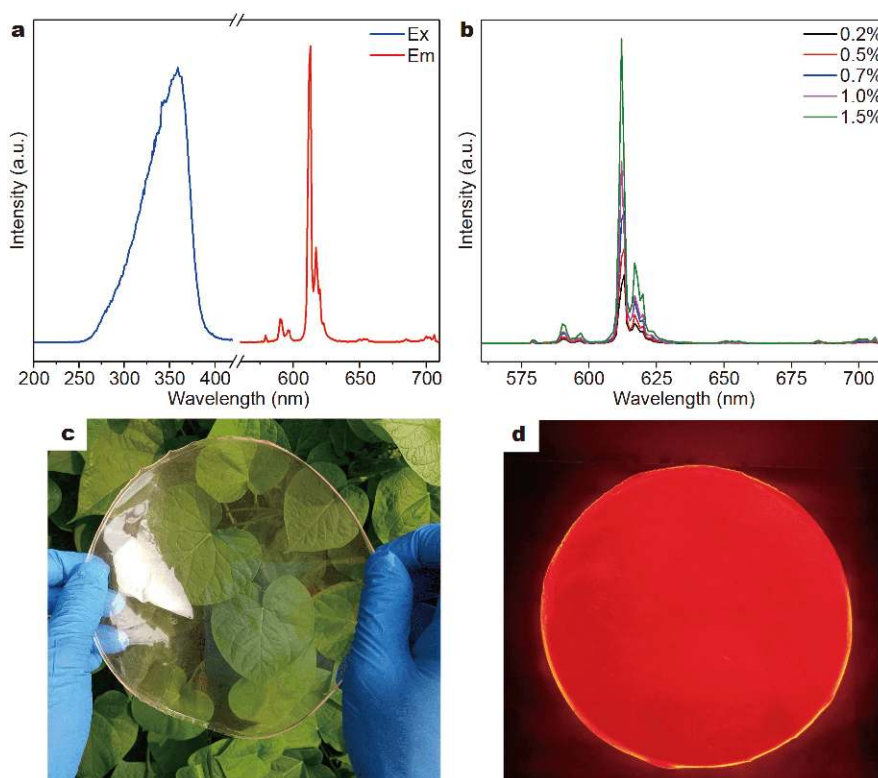 a
Ex
Em
Intensity (a.u.)
200 250 300 350 400 600 650 700
Wavelength (nm)
b
0.2%
0.5%
0.7%
1.0%
1.5%
Intensity (a.u.)
575 600 625 650 675 700
Wavelength (nm)
c
d